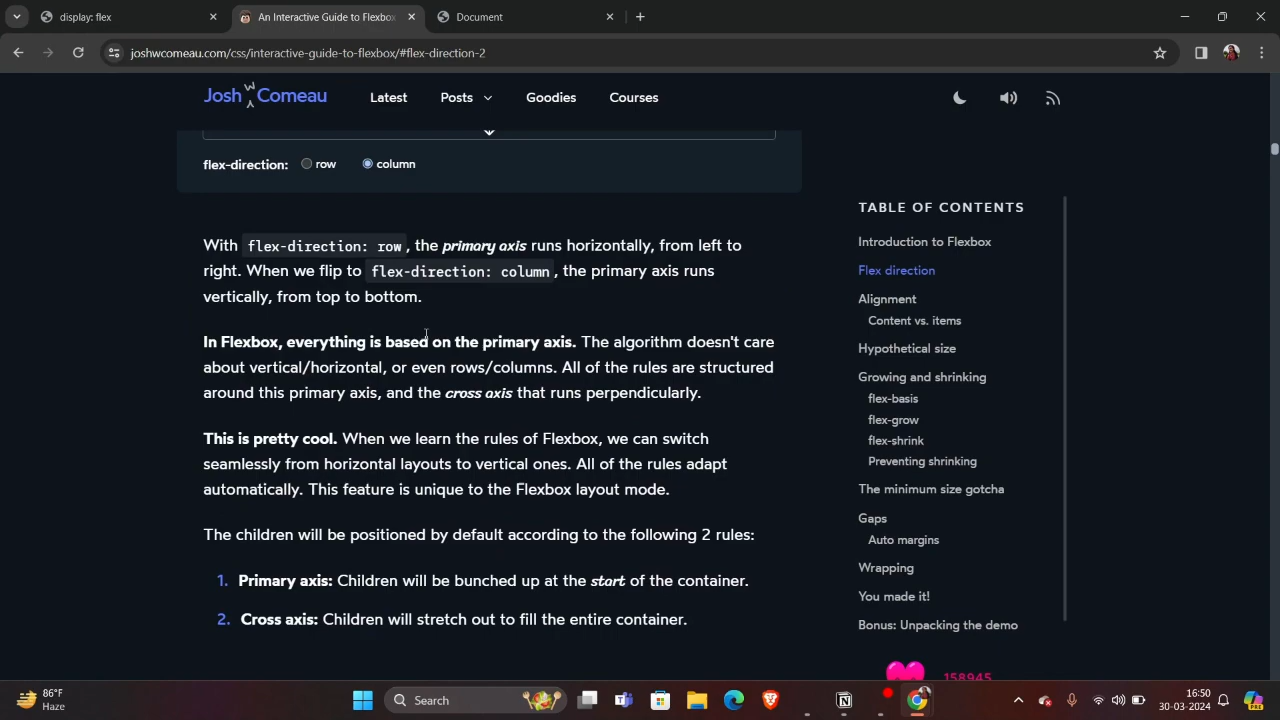 display: flex
An Interactive Guide to Flexbox
Document
joshwcomeau.com/css/interactive-guide-to-flexbox/#flex-direction-2
Josh W Comeau
Latest
Posts
Goodies
Courses
flex-direction: row column
With flex-direction: row, the primary axis runs horizontally, from left to
right. When we flip to flex-direction: column, the primary axis runs
vertically, from top to bottom.
In Flexbox, everything is based on the primary axis. The algorithm doesn't care
about vertical/horizontal, or even rows/columns. All of the rules are structured
around this primary axis, and the cross axis that runs perpendicularly.
This is pretty cool. When we learn the rules of Flexbox, we can switch
seamlessly from horizontal layouts to vertical ones. All of the rules adapt
automatically. This feature is unique to the Flexbox layout mode.
The children will be positioned by default according to the following 2 rules:
1. Primary axis: Children will be bunched up at the start of the container.
2. Cross axis: Children will stretch out to fill the entire container.
TABLE OF CONTENTS
Introduction to Flexbox
Flex direction
Alignment
Content vs. items
Hypothetical size
Growing and shrinking
flex-basis
flex-grow
flex-shrink
Preventing shrinking
The minimum size gotcha
Gaps
Auto margins
Wrapping
You made it!
Bonus: Unpacking the demo
158945
86°F
Haze
Search
16:50
30-03-2024